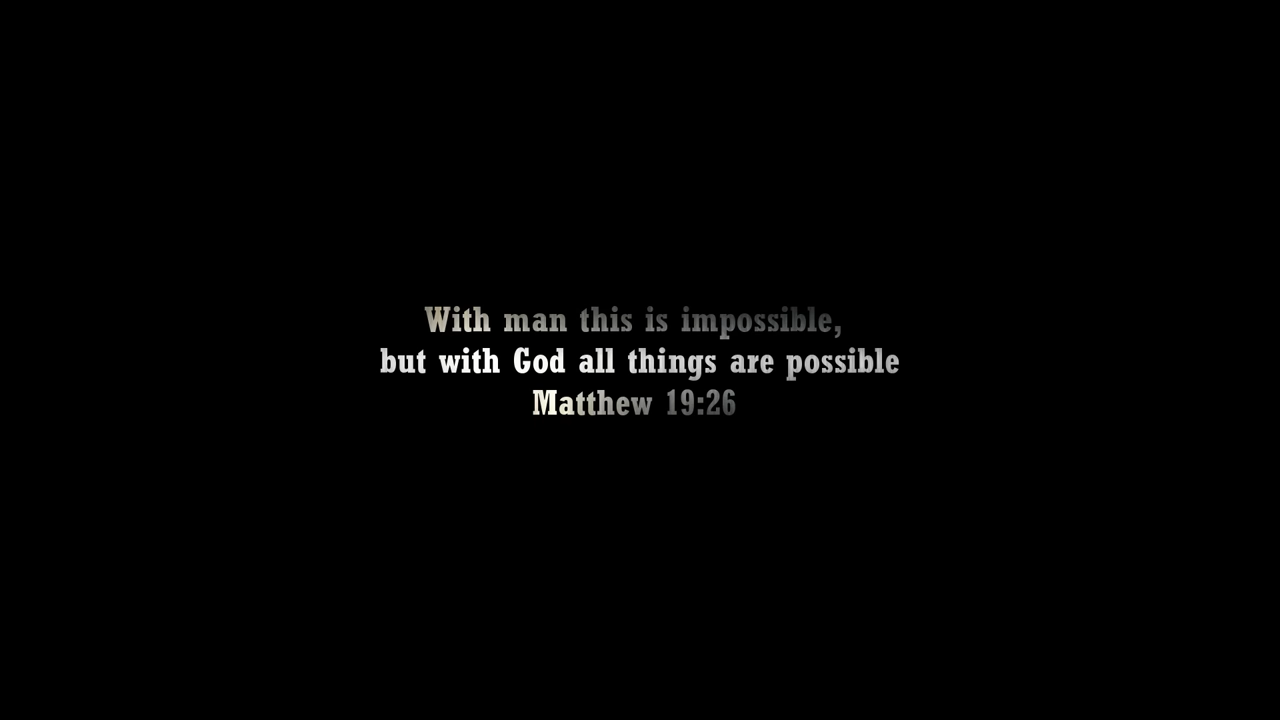 With man this is impossible,
but with God all things are possible
Matthew 19:26